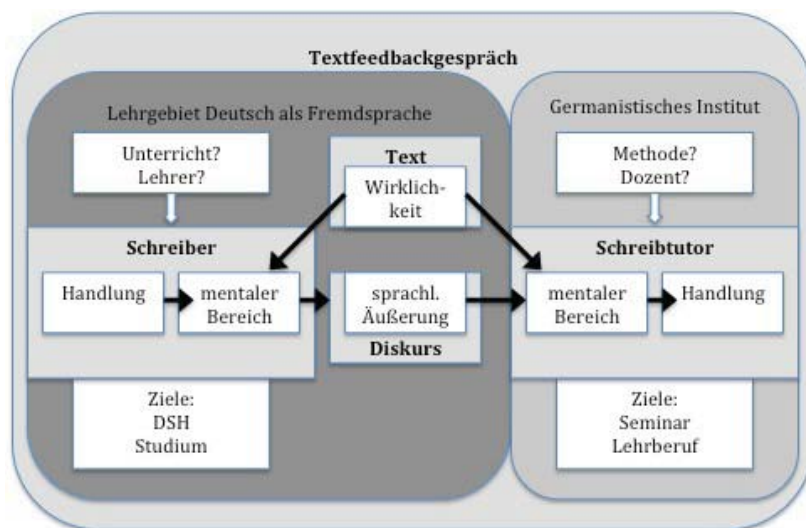 Textfeedbackgespräch
Lehrgebiet Deutsch als Fremdsprache
Germanistisches Institut
Unterricht?
Lehrer?
Text
Wirklich-
keit
Methode?
Dozent?
Schreiber
Schreibtutor
Handlung
mentaler
Bereich
sprachl.
Äußerung
mentaler
Bereich
Handlung
Diskurs
Ziele:
DSH
Studium
Ziele:
Seminar
Lehrberuf